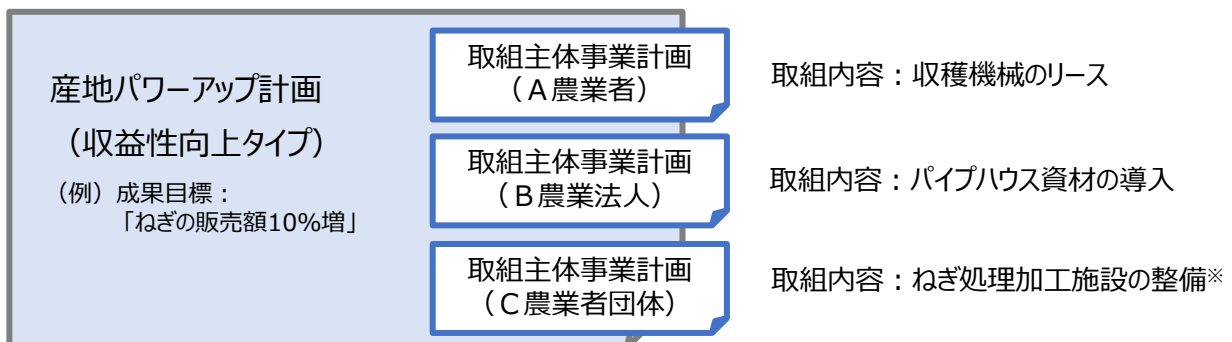 産地パワーアップ計画
（収益性向上タイプ）
（例）成果目標：
「ねぎの販売額10%増」
取組主体事業計画
（Ａ農業者）
取組内容：収穫機械のリース
取組主体事業計画
（Ｂ農業法人）
取組内容：パイプハウス資材の導入
取組主体事業計画
（Ｃ農業者団体）
取組内容：ねぎ処理加工施設の整備※